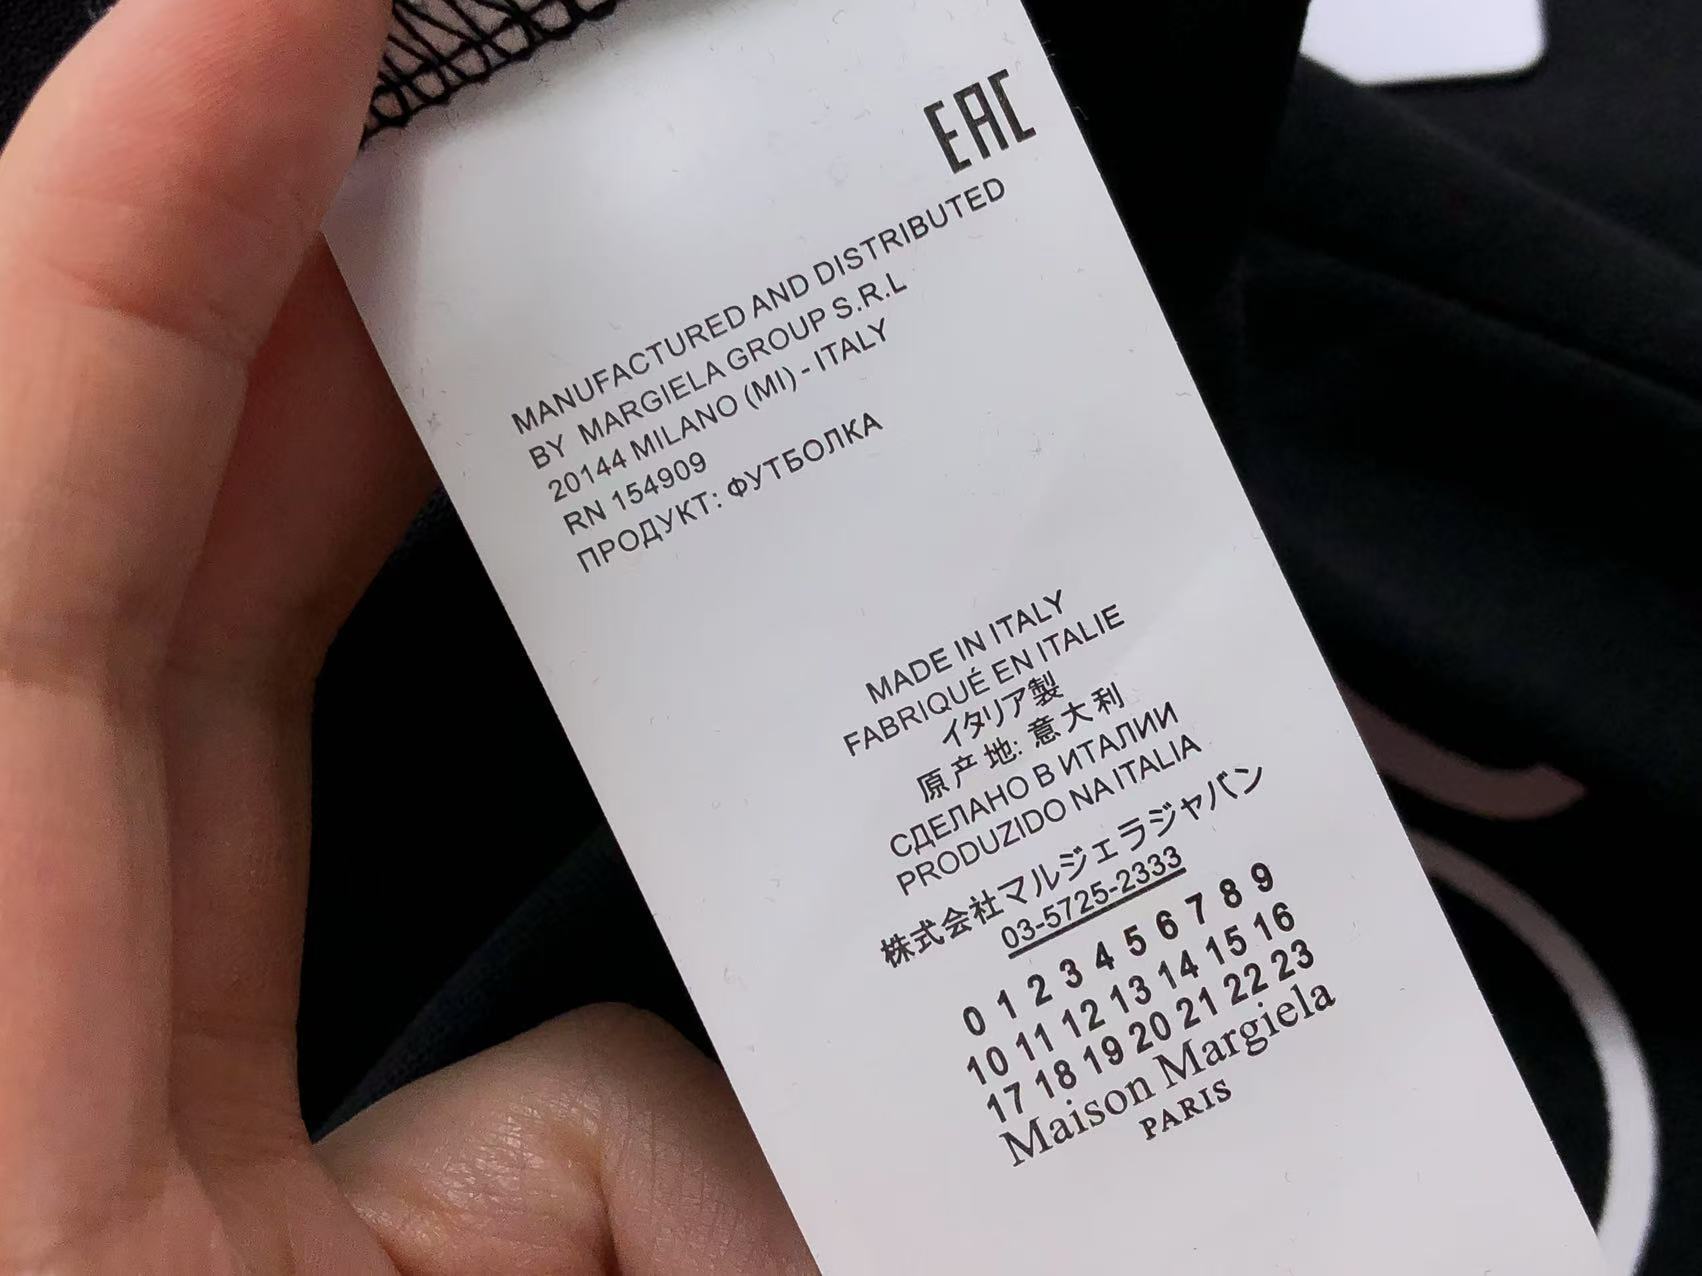 EAC
MANUFACTURED AND DISTRIBUTED
BY MARGIELA GROUP S.R.L
20144 MILANO (MI) - ITALY
RN 154909
ПРОДУКТ: ФУТБОЛКА
MADE IN ITALY
FABRIQUÉ EN ITALIE
イタリア製
原产地: 意大利
СДЕЛАНО В ИТАЛИИ
PRODUZIDO NA ITALIA
株式会社マルジェラジャパン
03-5725-2333
0 1 2 3 4 5 6 7 8 9
10 11 12 13 14 15 16
17 18 19 20 21 22 23
Maison Margiela
PARIS